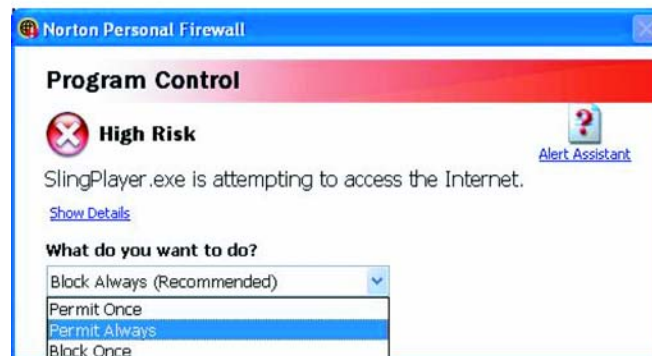 Norton Personal Firewall
Program Control
High Risk
Alert Assistant
SlingPlayer.exe is attempting to access the Internet.
Show Details
What do you want to do?
Block Always (Recommended)
Permit Once
Permit Always
Block Once